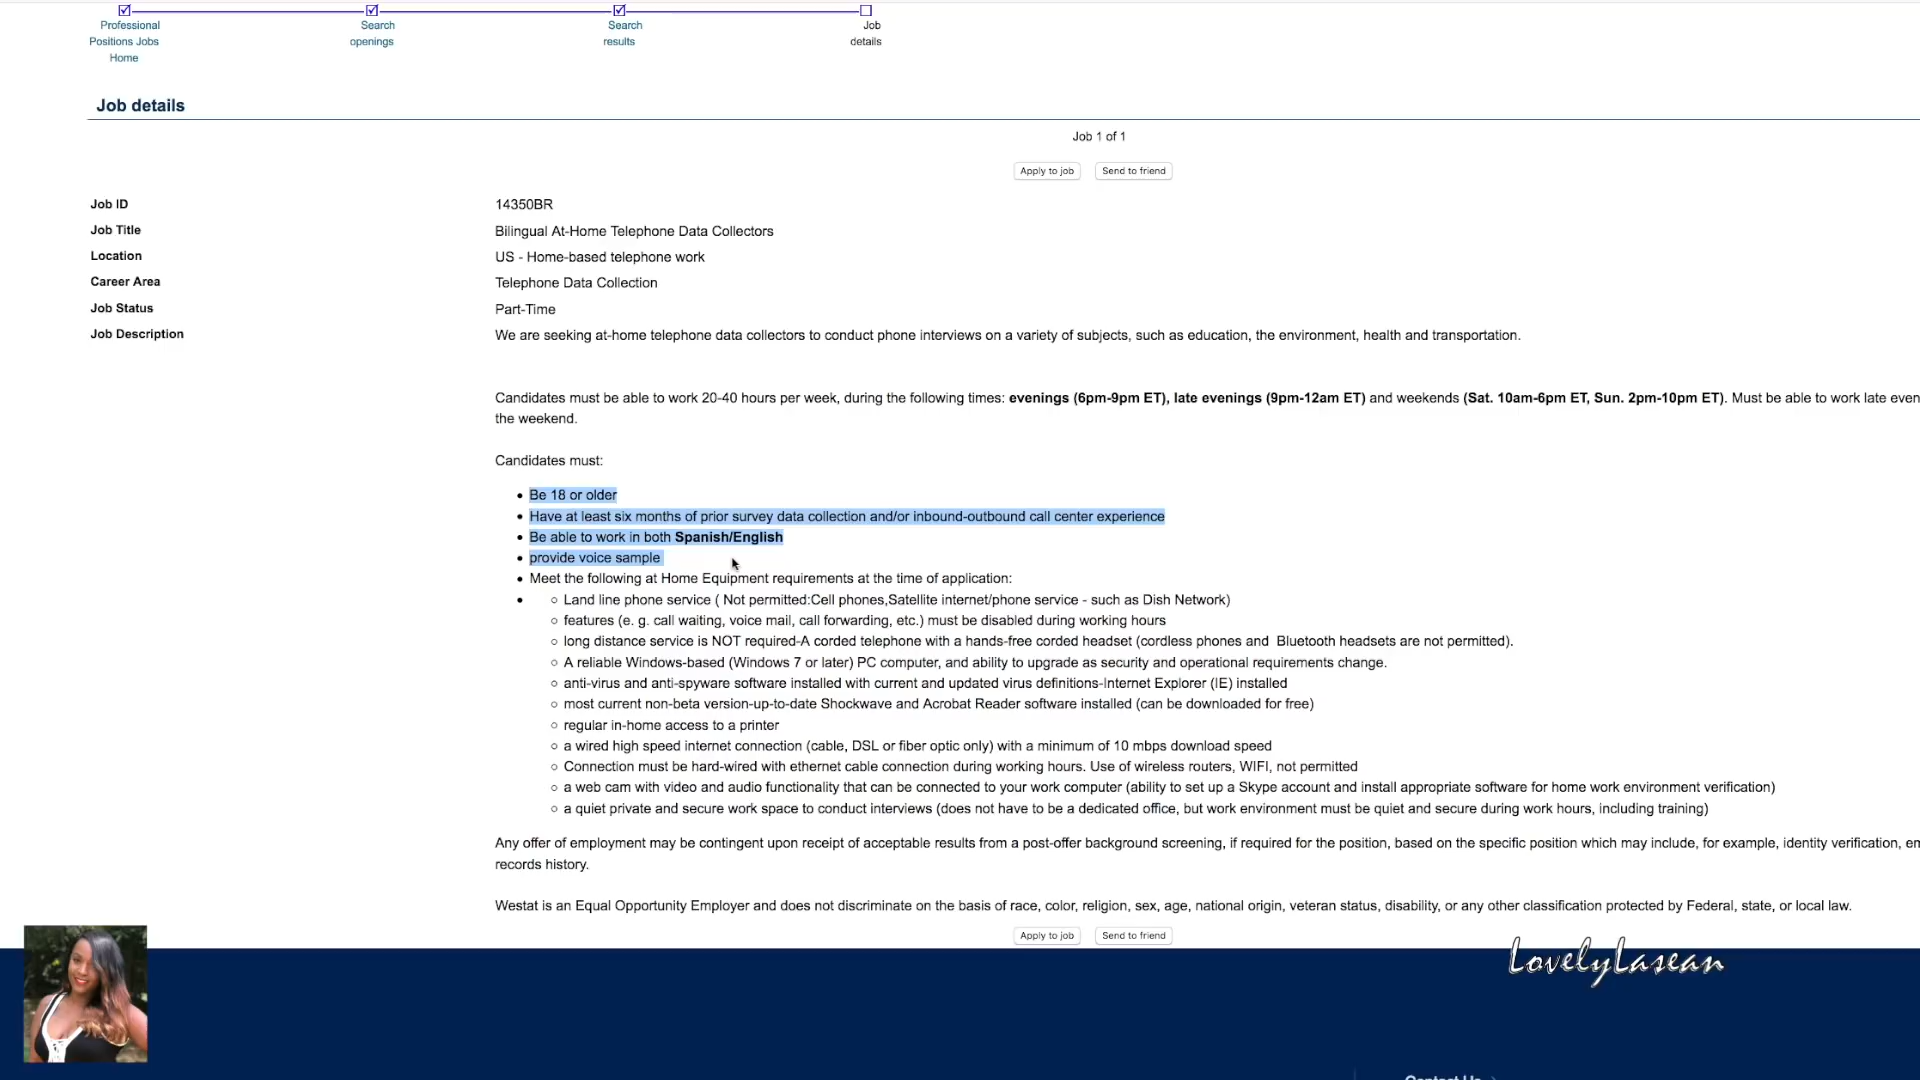 Professional Positions Jobs Home
Search openings
Search results
Job details
Job details
Job 1 of 1
Apply to job Send to friend
Job ID 14350BR
Job Title Bilingual At-Home Telephone Data Collectors
Location US - Home-based telephone work
Career Area Telephone Data Collection
Job Status Part-Time
Job Description We are seeking at-home telephone data collectors to conduct phone interviews on a variety of subjects, such as education, the environment, health and transportation.
Candidates must be able to work 20-40 hours per week, during the following times: evenings (6pm-9pm ET), late evenings (9pm-12am ET) and weekends (Sat. 10am-6pm ET, Sun. 2pm-10pm ET). Must be able to work late
the weekend.
Candidates must:
• Be 18 or older
• Have at least six months of prior survey data collection and/or inbound-outbound call center experience
• Be able to work in both Spanish/English
• provide voice sample
• Meet the following at Home Equipment requirements at the time of application:
• ○ Land line phone service ( Not permitted:Cell phones,Satellite internet/phone service - such as Dish Network)
○ features (e. g. call waiting, voice mail, call forwarding, etc.) must be disabled during working hours
○ long distance service is NOT required-A corded telephone with a hands-free corded headset (cordless phones and Bluetooth headsets are not permitted).
○ A reliable Windows-based (Windows 7 or later) PC computer, and ability to upgrade as security and operational requirements change.
○ anti-virus and anti-spyware software installed with current and updated virus definitions-Internet Explorer (IE) installed
○ most current non-beta version-up-to-date Shockwave and Acrobat Reader software installed (can be downloaded for free)
○ regular in-home access to a printer
○ a wired high speed internet connection (cable, DSL or fiber optic only) with a minimum of 10 mbps download speed
○ Connection must be hard-wired with ethernet cable connection during working hours. Use of wireless routers, WIFI, not permitted
○ a web cam with video and audio functionality that can be connected to your work computer (ability to set up a Skype account and install appropriate software for home work environment verification)
○ a quiet private and secure work space to conduct interviews (does not have to be a dedicated office, but work environment must be quiet and secure during work hours, including training)
Any offer of employment may be contingent upon receipt of acceptable results from a post-offer background screening, if required for the position, based on the specific position which may include, for example, identity verification,
records history.
Westat is an Equal Opportunity Employer and does not discriminate on the basis of race, color, religion, sex, age, national origin, veteran status, disability, or any other classification protected by Federal, state, or local law.
Apply to job Send to friend
LovelyLasean